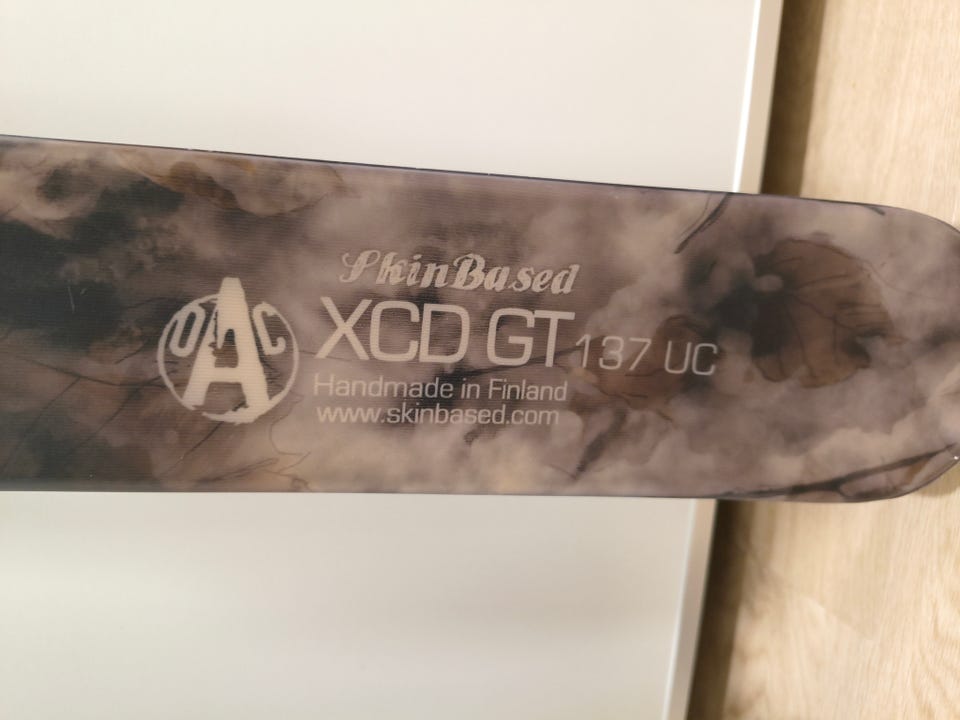 OAC
SkinBased
XCD GT 137 UC
Handmade in Finland
www.skinbased.com